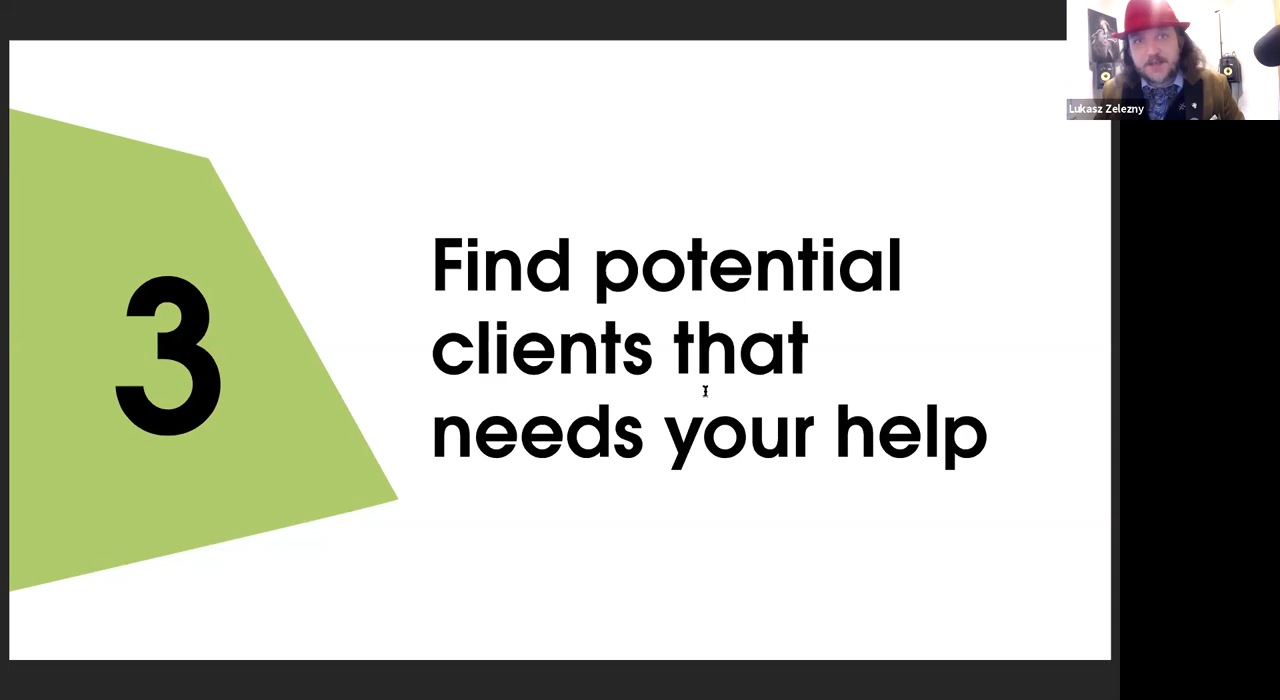 Lukasz Zelezny
3
Find potential
clients that
needs your help